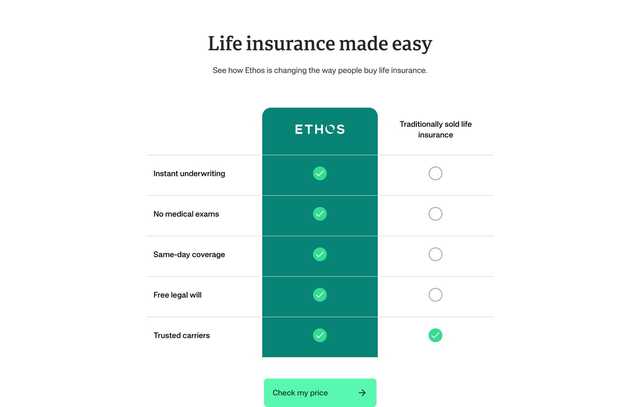 Life insurance made easy
See how Ethos is changing the way people buy life insurance.
ETHOS
Traditionally sold life
insurance
Instant underwriting
No medical exams
Same-day coverage
Free legal will
Trusted carriers
Check my price